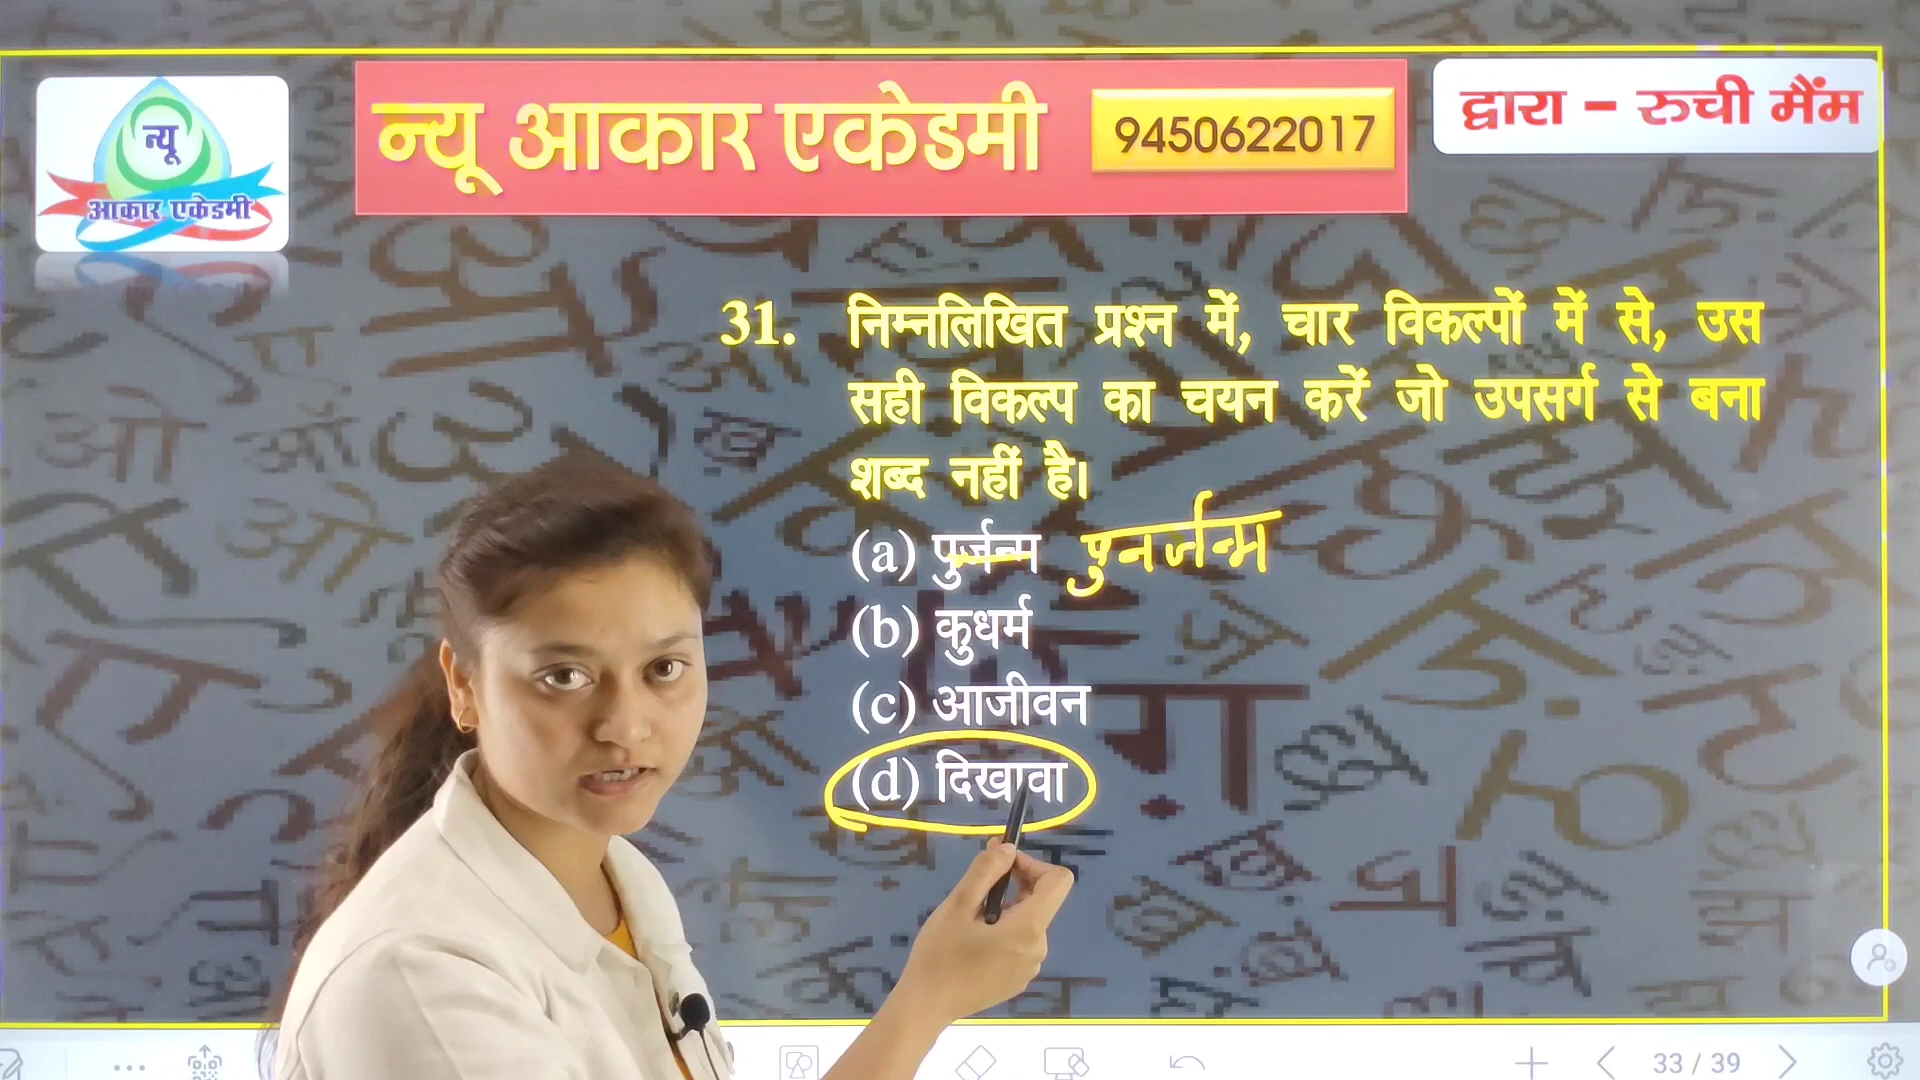 न्यू
आकार एकेडमी
न्यू आकार एकेडमी
9450622017
द्वारा – रुची मैंम
31. निम्नलिखित प्रश्न में, चार विकल्पों में से, उस
सही विकल्प का चयन करें जो उपसर्ग से बना
शब्द नहीं है।
(a) पुर्जन्म पुनर्जन्म
(b) कुधर्म
(c) आजीवन
(d) दिखावा
33 / 39